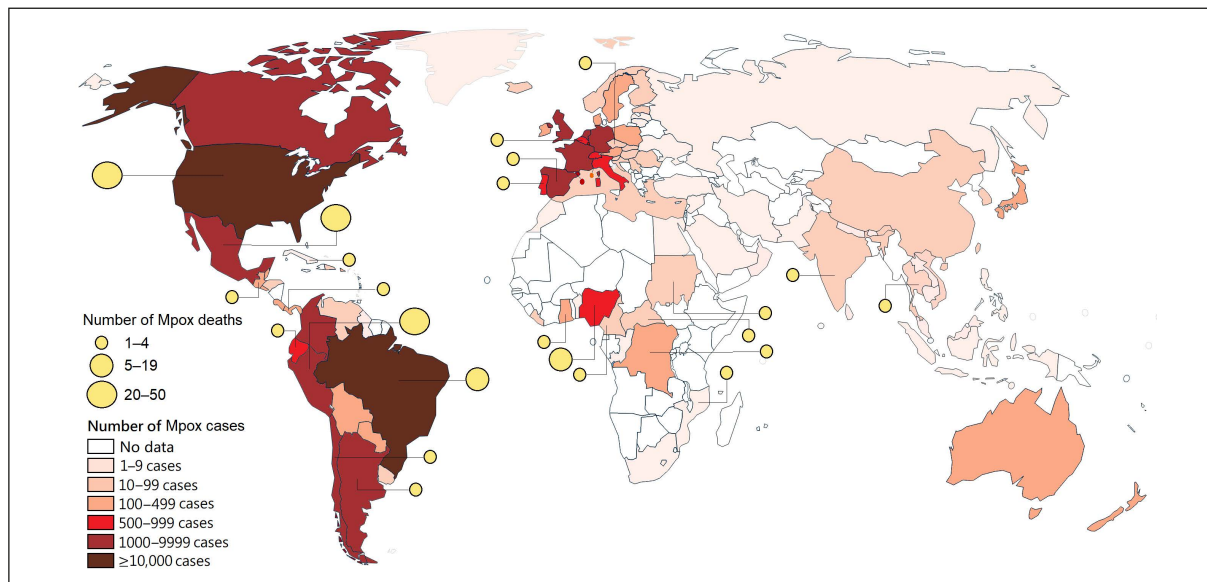 Number of Mpox deaths
1–4
5–19
20–50
Number of Mpox cases
No data
1–9 cases
10–99 cases
100–499 cases
500–999 cases
1000–9999 cases
≥10,000 cases